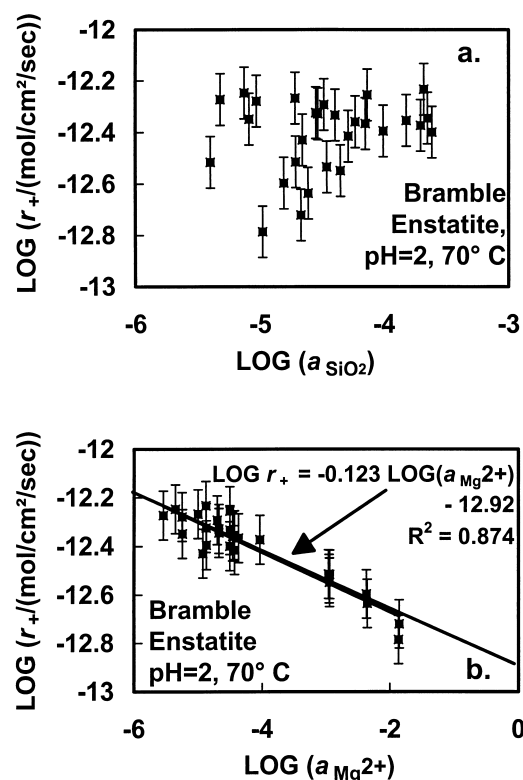 -12
a.
-12.2
-12.4
-12.6
-12.8
-13
LOG (r+/(mol/cm²/sec))
Bramble
Enstatite,
pH=2, 70° C
-6 -5 -4 -3
LOG (a SiO2)
-12
LOG r+ = -0.123 LOG(a Mg2+)
- 12.92
R² = 0.874
-12.2
-12.4
-12.6
-12.8
-13
LOG (r+/(mol/cm²/sec))
Bramble
Enstatite
pH=2, 70° C
b.
-6 -4 -2 0
LOG (a Mg2+)